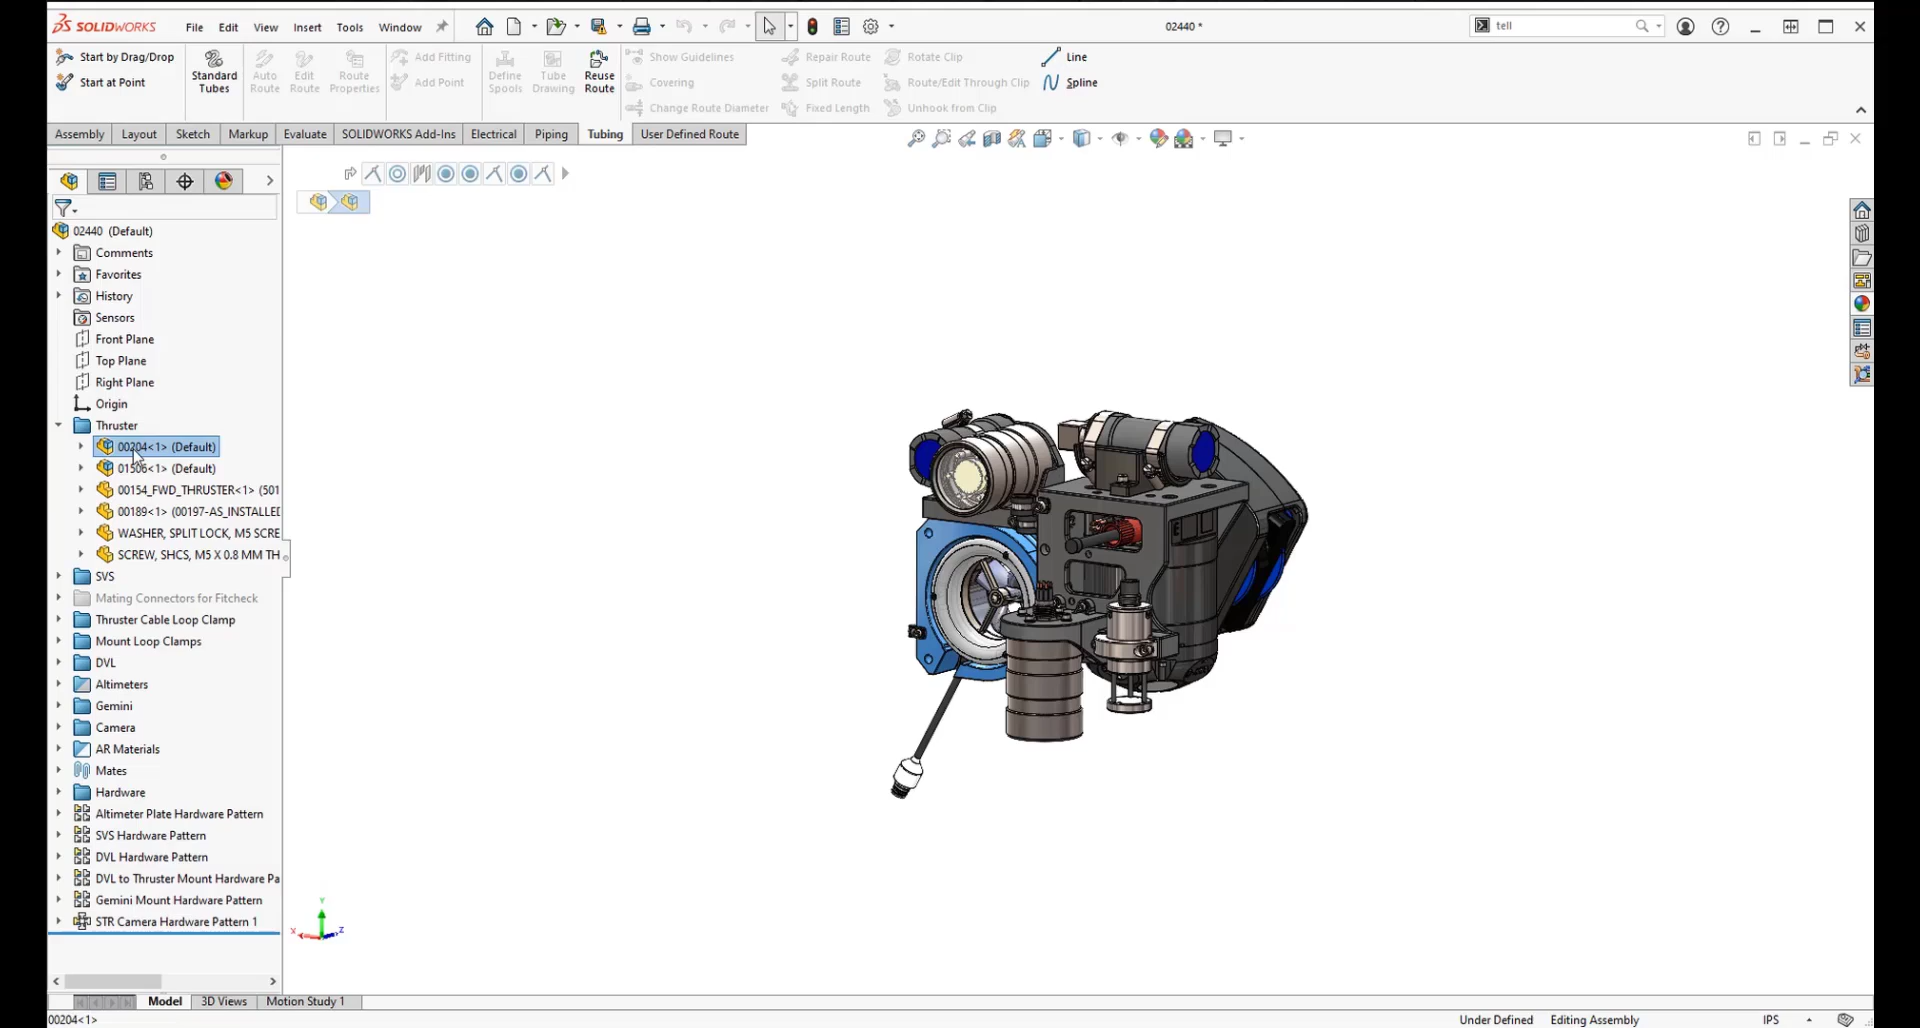 SOLIDWORKS File Edit View Insert Tools Window 02440 * tell
Start by Drag/Drop
Start at Point
Standard Tubes
Auto Route
Edit Route
Route Properties
Add Fitting
Add Point
Define Spools
Tube Drawing
Reuse Route
Show Guidelines
Covering
Change Route Diameter
Repair Route
Split Route
Fixed Length
Rotate Clip
Route/Edit Through Clip
Unhook from Clip
Line
Spline
Assembly Layout Sketch Markup Evaluate SOLIDWORKS Add-Ins Electrical Piping Tubing User Defined Route
02440 (Default)
Comments
Favorites
History
Sensors
Front Plane
Top Plane
Right Plane
Origin
Thruster
00204<1> (Default)
01506<1> (Default)
00154_FWD_THRUSTER<1> (501
00189<1> (00197-AS_INSTALLED
WASHER, SPLIT LOCK, M5 SCRE
SCREW, SHCS, M5 X 0.8 MM TH
SVS
Mating Connectors for Fitcheck
Thruster Cable Loop Clamp
Mount Loop Clamps
DVL
Altimeters
Gemini
Camera
AR Materials
Mates
Hardware
Altimeter Plate Hardware Pattern
SVS Hardware Pattern
DVL Hardware Pattern
DVL to Thruster Mount Hardware Pa
Gemini Mount Hardware Pattern
STR Camera Hardware Pattern 1
Y
X
Z
Model 3D Views Motion Study 1
00204<1> Under Defined Editing Assembly IPS